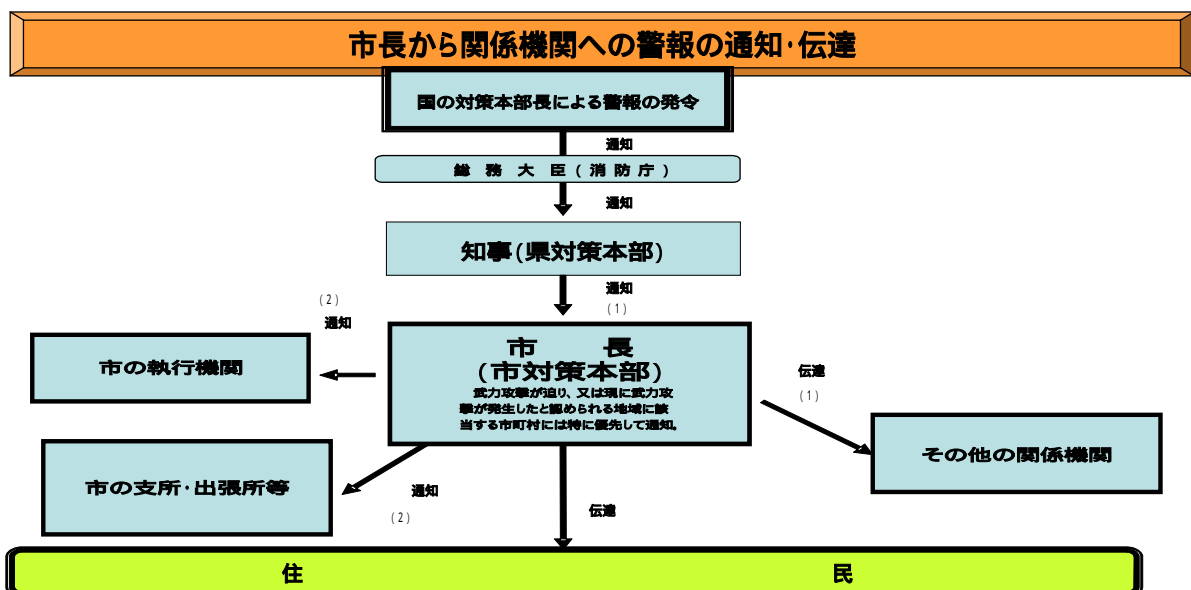 市長から関係機関への警報の通知・伝達
国の対策本部長による警報の発令
通知
総務大臣(消防庁)
通知
知事(県対策本部)
通知
(1)
(2)
通知
市の執行機関
市長
(市対策本部)
武力攻撃が迫り、又は現に武力攻
撃が発生したと認められる地域に該
当する市町村には特に優先して通知。
伝達
(1)
その他の関係機関
市の支所・出張所等
通知
(2)
伝達
住民